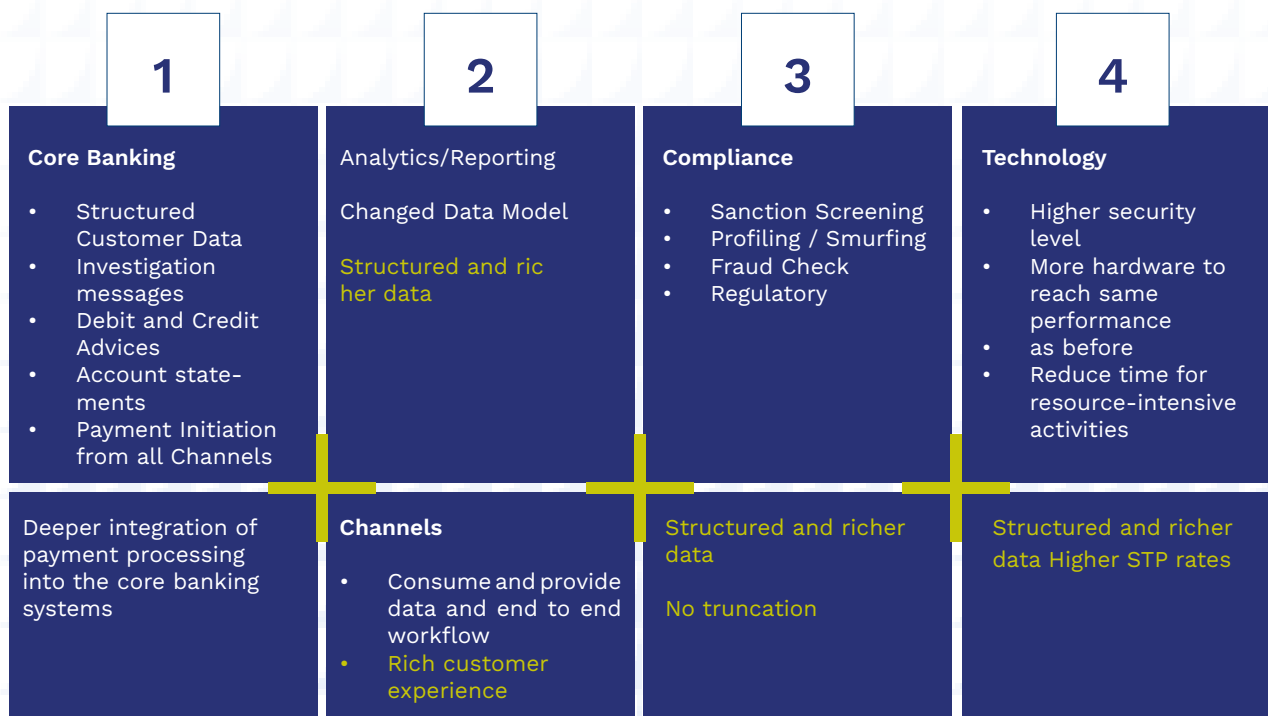 1
Core Banking
• Structured
Customer Data
• Investigation
messages
• Debit and Credit
Advices
• Account state-
ments
• Payment Initiation
from all Channels
Deeper integration of
payment processing
into the core banking
systems
2
Analytics/Reporting
Changed Data Model
Structured and ric
her data
Channels
• Consume and provide
data and end to end
workflow
• Rich customer
experience
3
Compliance
• Sanction Screening
• Profiling / Smurfing
• Fraud Check
• Regulatory
Structured and richer
data
No truncation
4
Technology
• Higher security
level
• More hardware to
reach same
performance
• as before
• Reduce time for
resource-intensive
activities
Structured and richer
data Higher STP rates